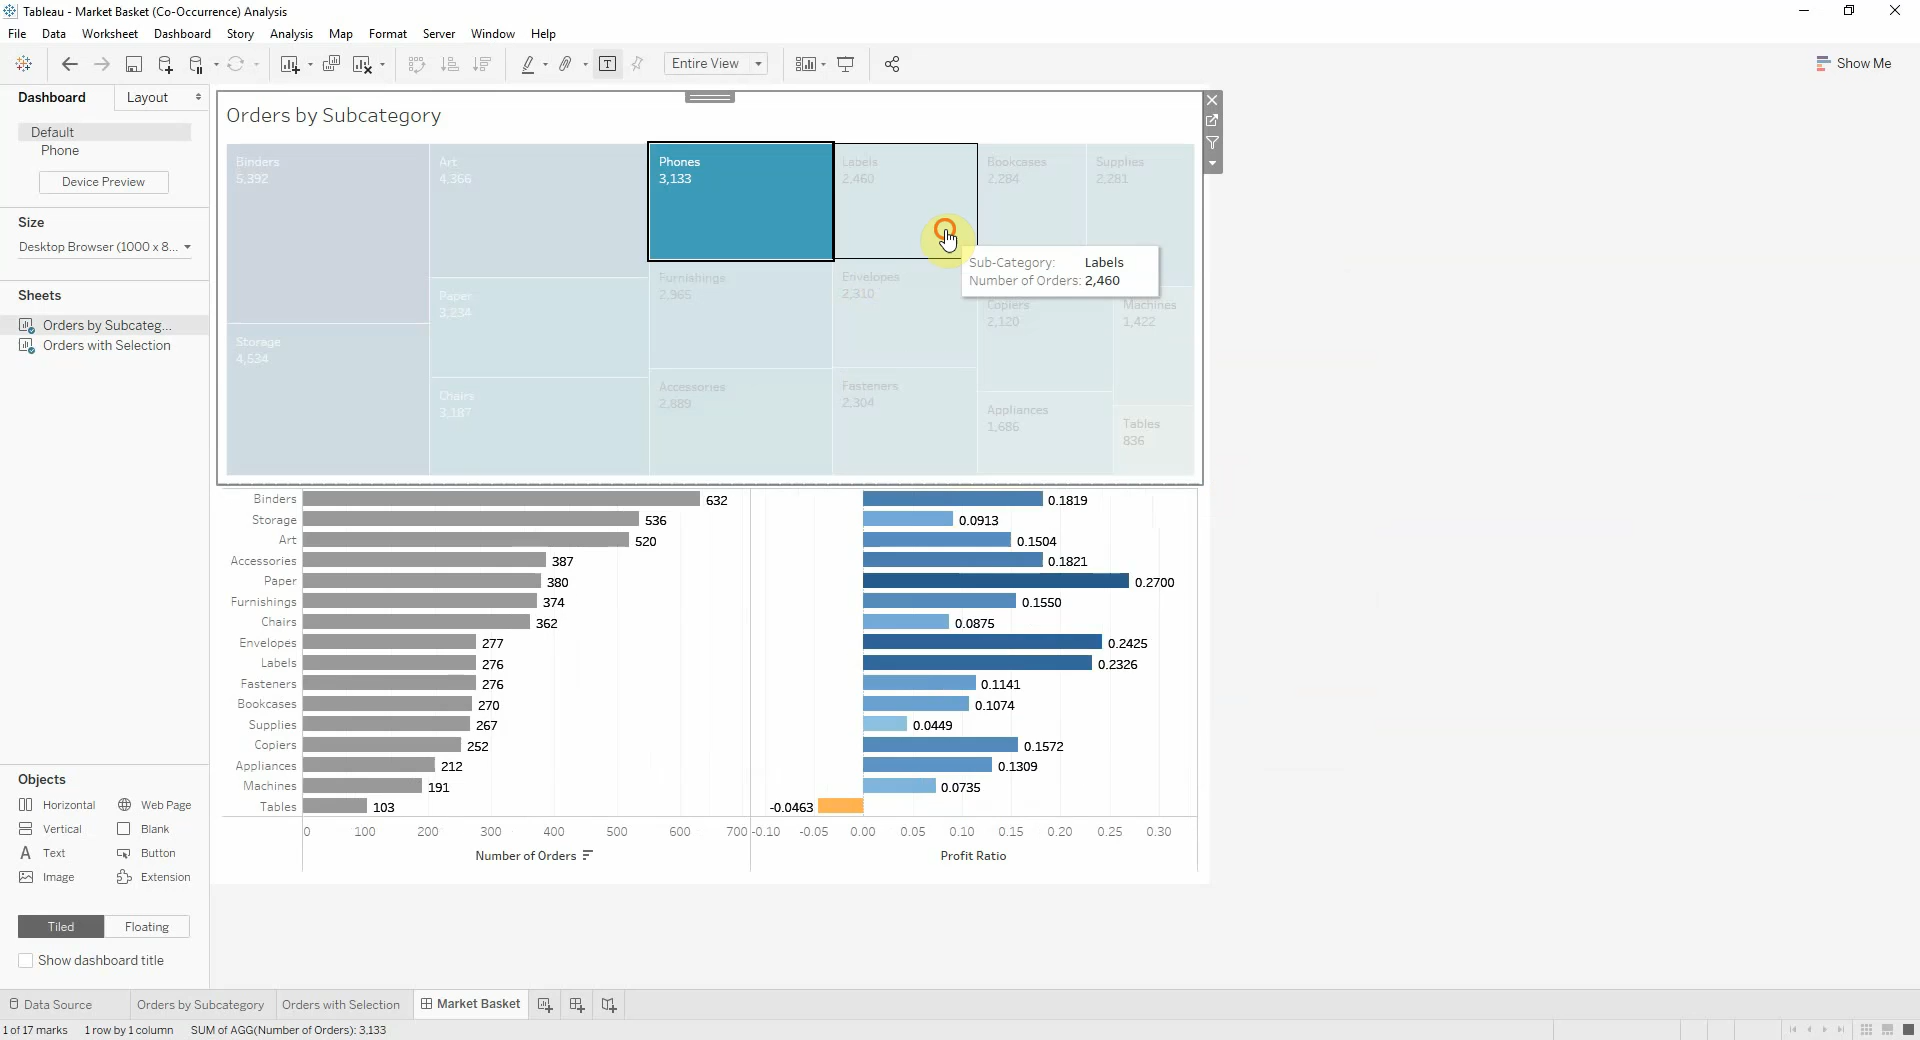 Tableau - Market Basket (Co-Occurrence) Analysis
File Data Worksheet Dashboard Story Analysis Map Format Server Window Help
Entire View
Show Me
Dashboard Layout
Default
Phone
Device Preview
Size
Desktop Browser (1000 x 8...
Sheets
Orders by Subcateg...
Orders with Selection
Orders by Subcategory
Binders
5,392
Art
4,366
Phones
3,133
Labels
2,460
Bookcases
2,284
Supplies
2,281
Sub-Category: Labels
Number of Orders: 2,460
Furnishings
2,965
Envelopes
2,310
Paper
3,234
Copiers
2,120
Machines
1,422
Storage
4,534
Chairs
3,187
Accessories
2,889
Fasteners
2,304
Appliances
1,686
Tables
836
Binders 632 0.1819
Storage 536 0.0913
Art 520 0.1504
Accessories 387 0.1821
Paper 380 0.2700
Furnishings 374 0.1550
Chairs 362 0.0875
Envelopes 277 0.2425
Labels 276 0.2326
Fasteners 276 0.1141
Bookcases 270 0.1074
Supplies 267 0.0449
Copiers 252 0.1572
Appliances 212 0.1309
Machines 191 0.0735
Tables 103 -0.0463
0 100 200 300 400 500 600 700 -0.10 -0.05 0.00 0.05 0.10 0.15 0.20 0.25 0.30
Number of Orders Profit Ratio
Objects
Horizontal Web Page
Vertical Blank
Text Button
Image Extension
Tiled Floating
Show dashboard title
Data Source Orders by Subcategory Orders with Selection Market Basket
1 of 17 marks 1 row by 1 column SUM of AGG(Number of Orders): 3,133